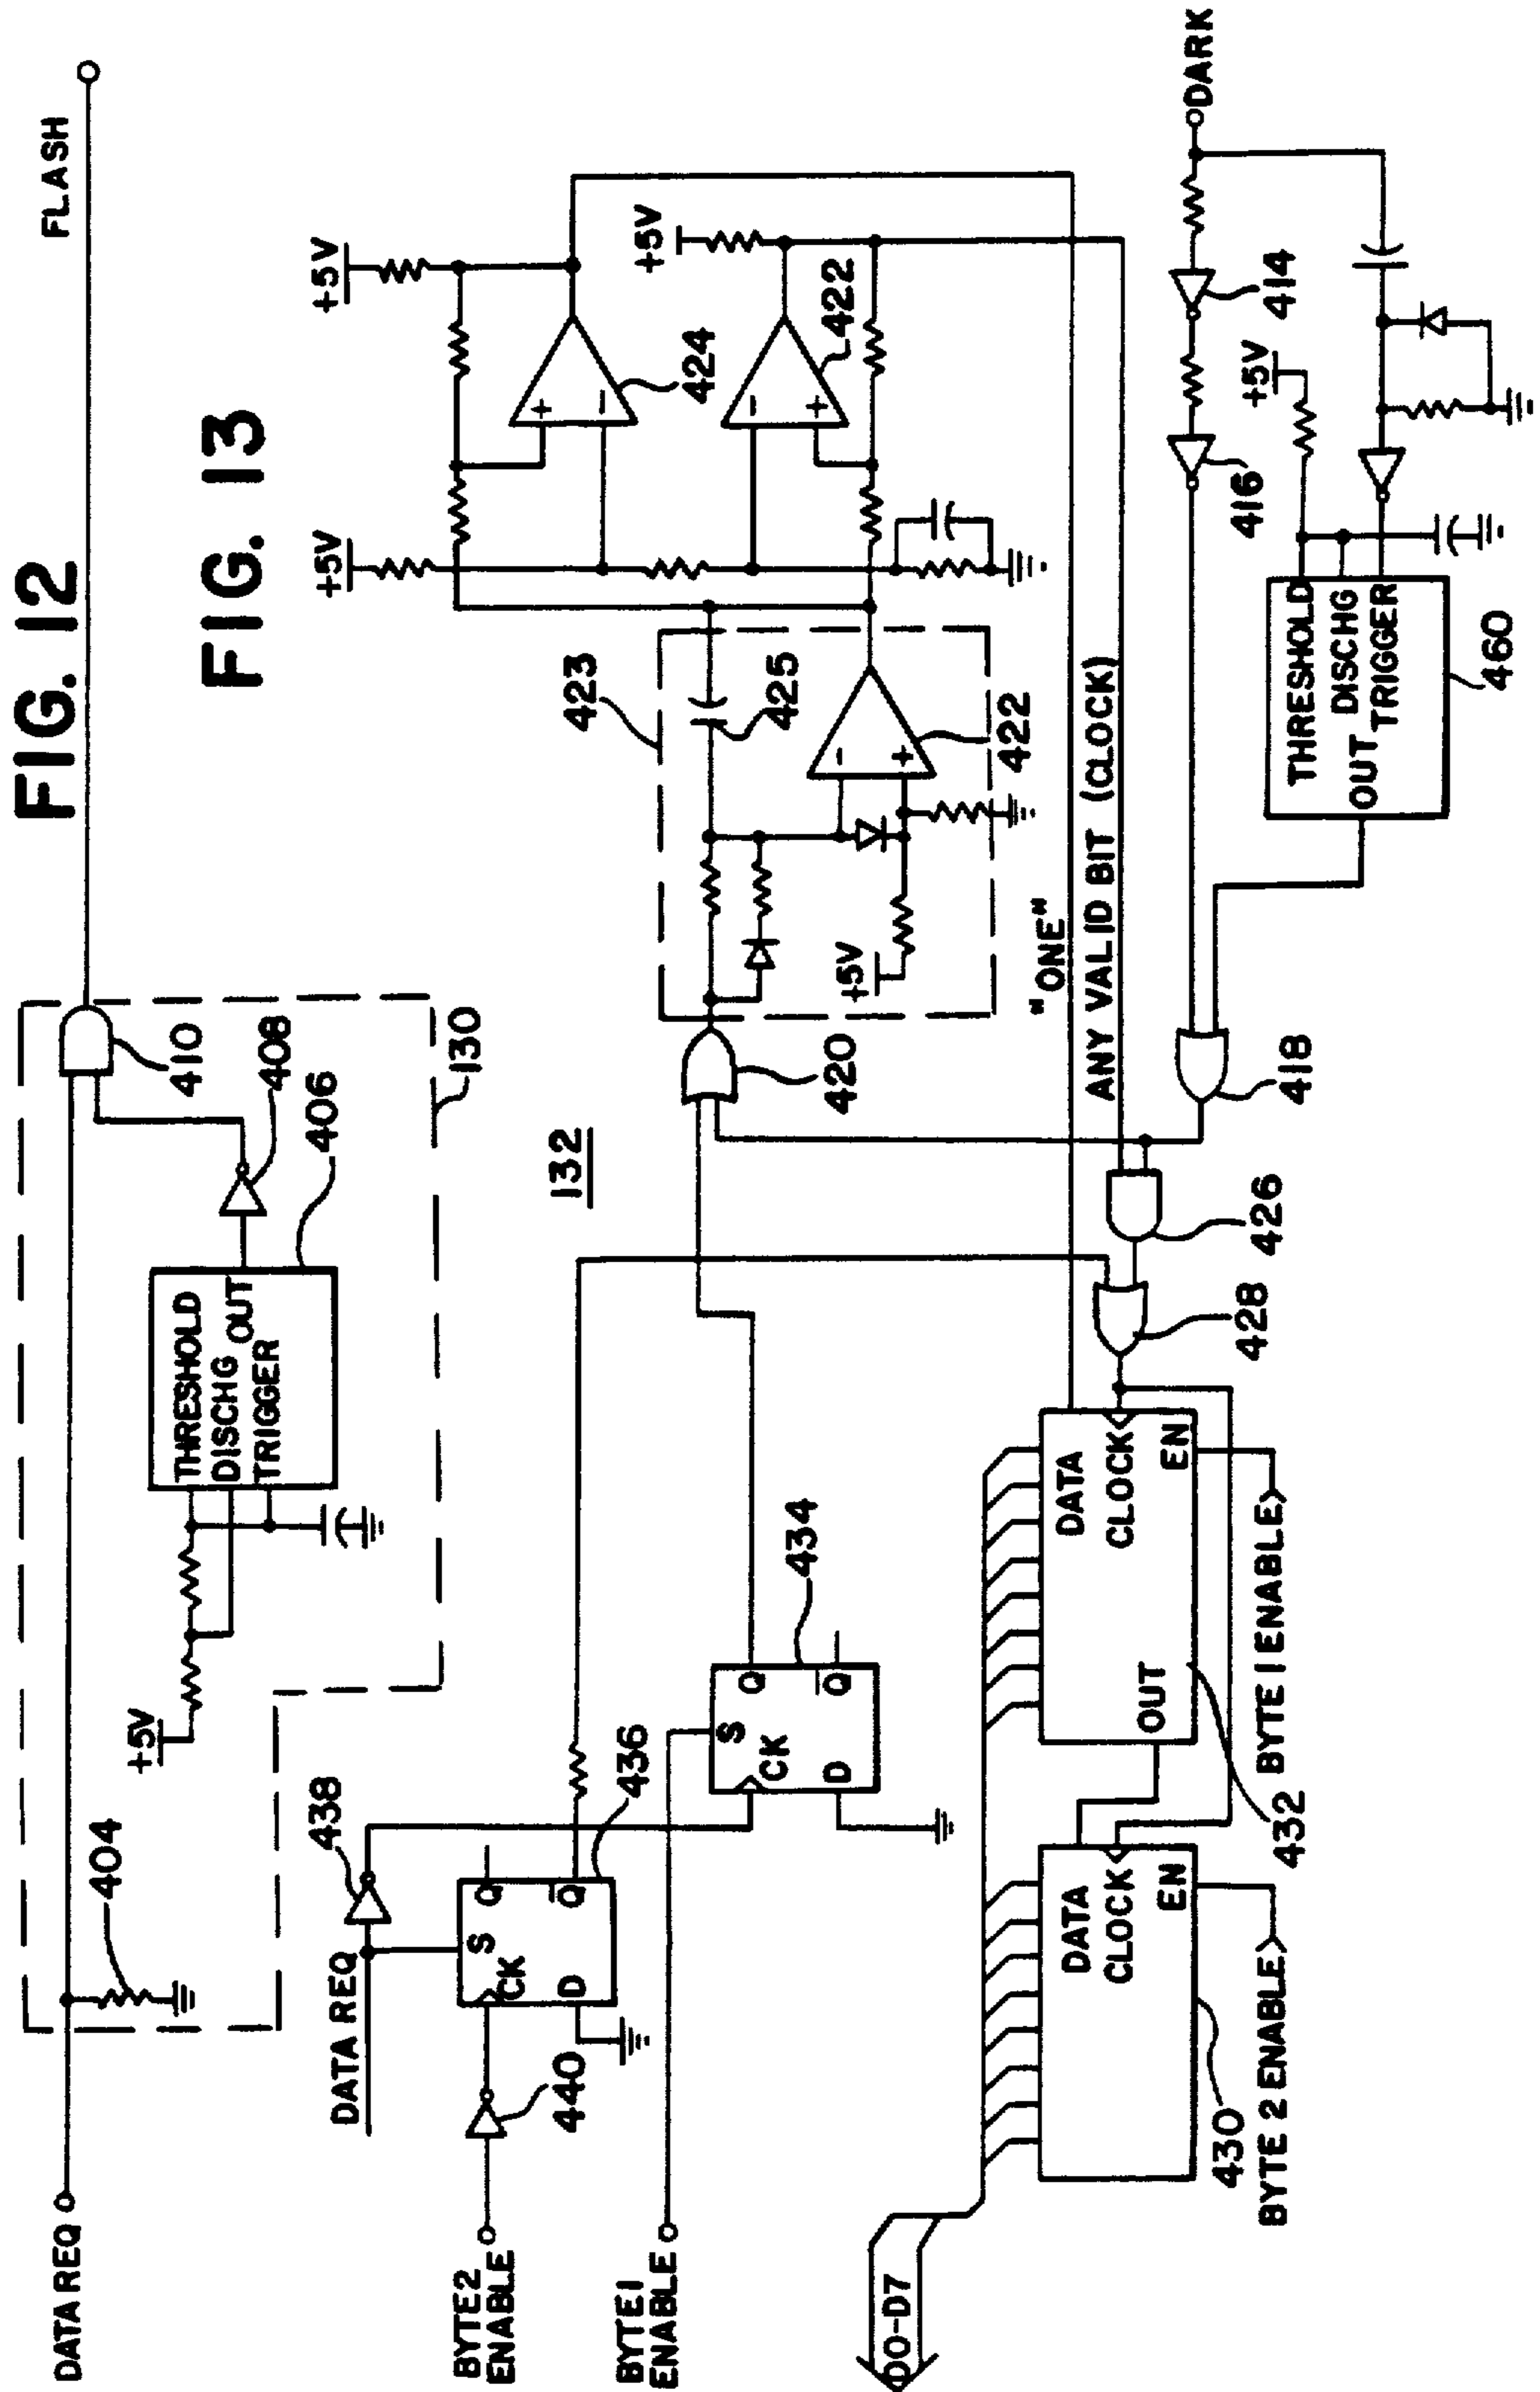 FIG. 12
DATA REQ
FLASH
404
+5V
THRESHOLD
DISCHG
OUT
TRIGGER
406
408
410
130
FIG. 13
132
DATA REQ
438
BYTE2
ENABLE
440
S
CK
D
Q
Q
436
BYTE1
ENABLE
S
CK
D
Q
Q
434
420
423
425
+5V
-
+
422
+5V
+5V
+
-
424
+5V
-
+
422
"ONE"
ANY VALID BIT (CLOCK)
D0-D7
DATA
CLOCK
EN
430
BYTE 2 ENABLE
DATA
CLOCK
EN
OUT
432
BYTE 1 ENABLE
428
426
418
416
414
DARK
+5V
THRESHOLD
DISCHG
OUT
TRIGGER
460